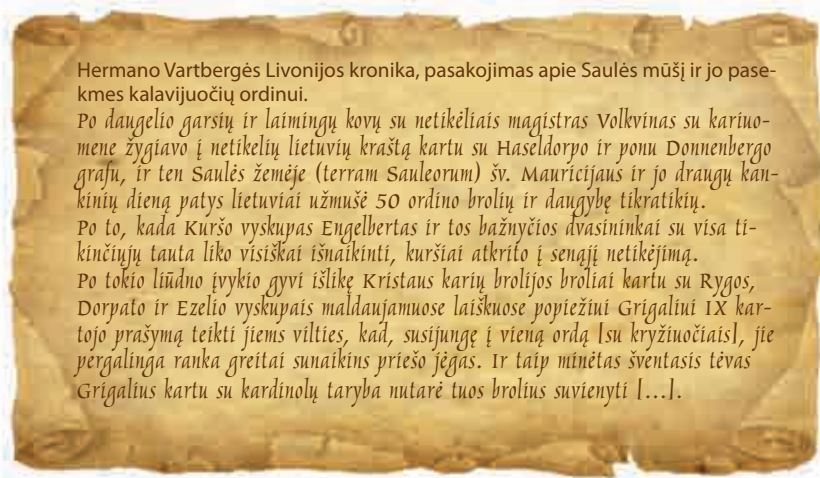 Hermano Vartbergės Livonijos kronika, pasakojimas apie Saulės mūšį ir jo pase-
kmes kalavijuočių ordinui.
Po daugelio garsių ir laimingų kovų su netikėliais magistras Volkvinas su kariuo-
mene žygiavo į netikelių lietuvių kraštą kartu su Haseldorpo ir ponu Donnenbergo
grafu, ir ten Saulės žemėje (terram Sauleorum) šv. Mauricijaus ir jo draugų kan-
kinių dieną patys lietuviai užmušė 50 ordino brolių ir daugybę tikratikių.
Po to, kada Kuršo vyskupas Engelbertas ir tos bažnyčios dvasininkai su visa ti-
kinčiųjų tauta liko visiškai išnaikinti, kuršiai atkrito į senąjį netikėjimą.
Po tokio liūdno įvykio gyvi išlikę Kristaus karių brolijos broliai kartu su Rygos,
Dorpato ir Ezelio vyskupais maldaujamuose laiškuose popiežiui Grigaliui IX kar-
tojo prašymą teikti jiems vilties, kad, susijungę į vieną ordą [su kryžiuočiais], jie
pergalinga ranka greitai sunaikins priešo jėgas. Ir taip minėtas šventasis tėvas
Grigalius kartu su kardinolų taryba nutarė tuos brolius suvienyti [...].